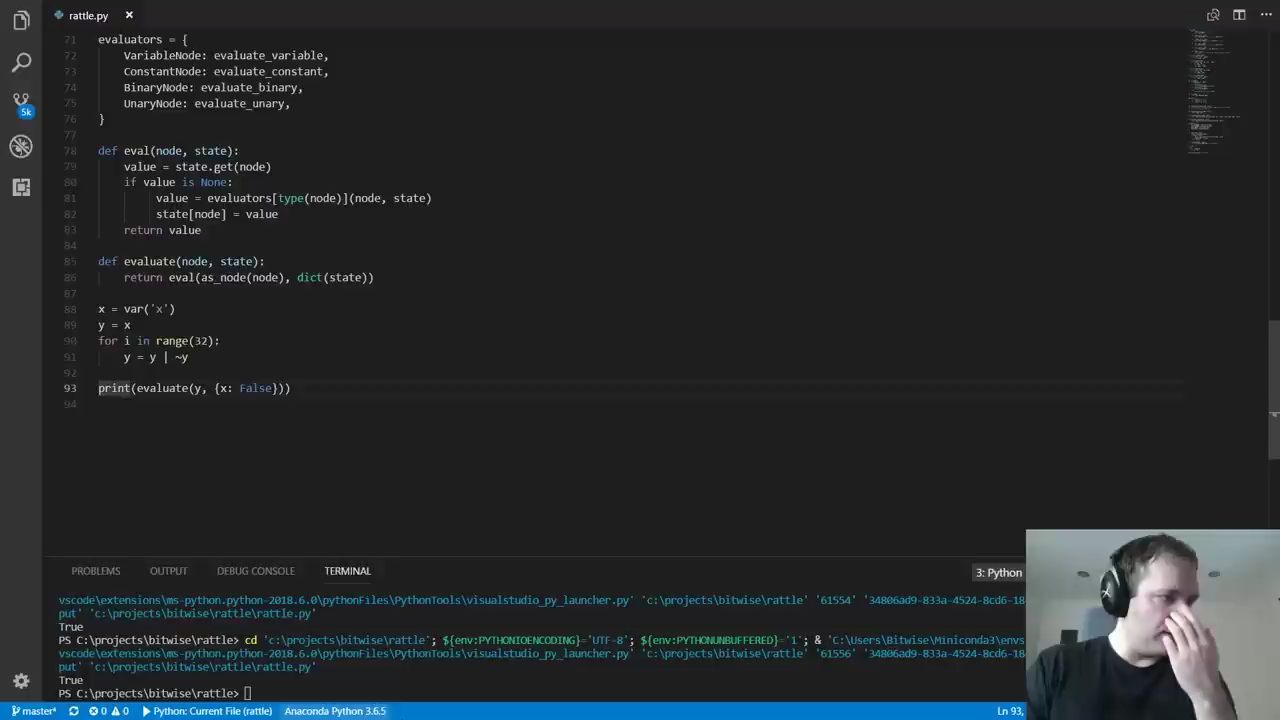 rattle.py
71 evaluators = {
72 VariableNode: evaluate_variable,
73 ConstantNode: evaluate_constant,
74 BinaryNode: evaluate_binary,
75 UnaryNode: evaluate_unary,
76 }
77
78 def eval(node, state):
79 value = state.get(node)
80 if value is None:
81 value = evaluators[type(node)](node, state)
82 state[node] = value
83 return value
84
85 def evaluate(node, state):
86 return eval(as_node(node), dict(state))
87
88 x = var('x')
89 y = x
90 for i in range(32):
91 y = y | ~y
92
93 print(evaluate(y, {x: False}))
94
5k
PROBLEMS OUTPUT DEBUG CONSOLE TERMINAL 3: Python
vscode\extensions\ms-python.python-2018.6.0\pythonFiles\PythonTools\visualstudio_py_launcher.py' 'c:\projects\bitwise\rattle' '61554' '34806ad9-833a-4524-8cd6-18
put' 'c:\projects\bitwise\rattle\rattle.py'
True
PS C:\projects\bitwise\rattle> cd 'c:\projects\bitwise\rattle'; ${env:PYTHONIOENCODING}='UTF-8'; ${env:PYTHONUNBUFFERED}='1'; & 'C:\Users\Bitwise\Miniconda3\envs
vscode\extensions\ms-python.python-2018.6.0\pythonFiles\PythonTools\visualstudio_py_launcher.py' 'c:\projects\bitwise\rattle' '61556' '34806ad9-833a-4524-8cd6-18
put' 'c:\projects\bitwise\rattle\rattle.py'
True
PS C:\projects\bitwise\rattle>
master* 0 0 Python: Current File (rattle) Anaconda Python 3.6.5 Ln 93,